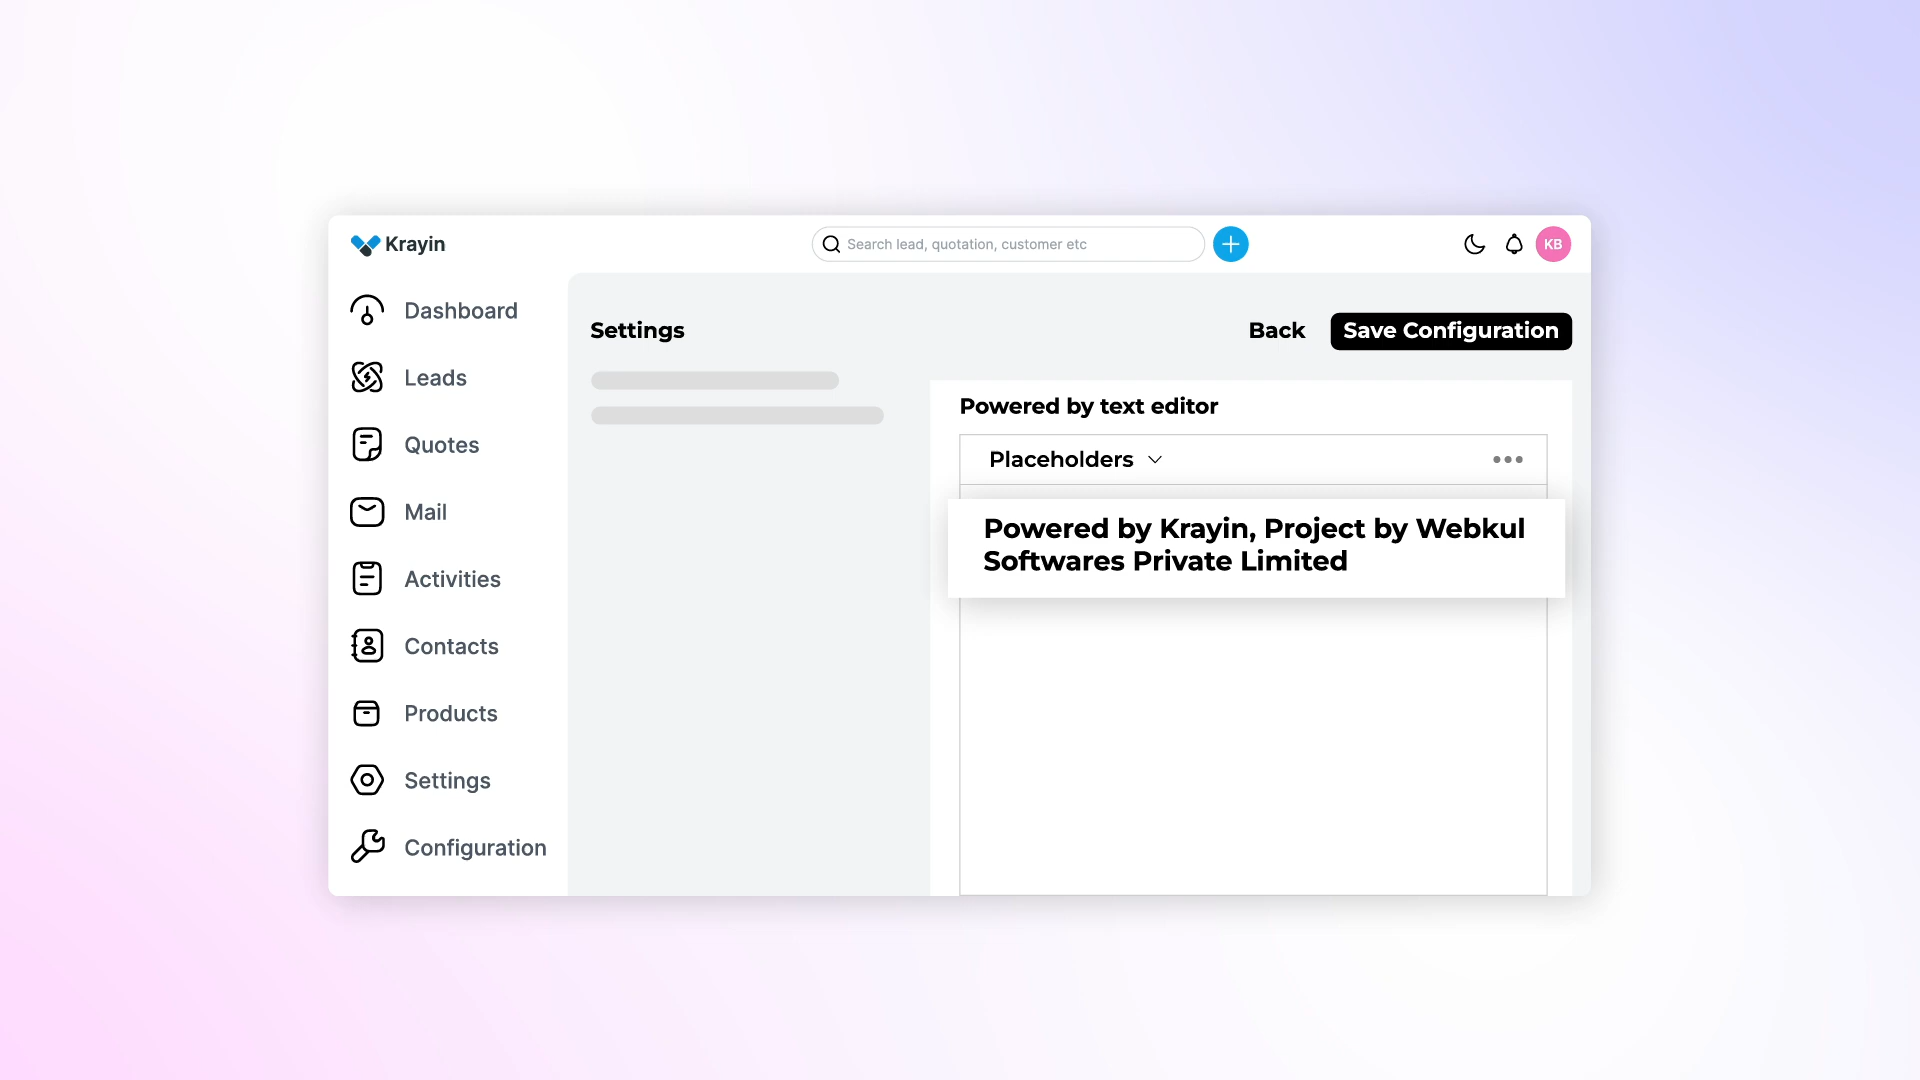 Krayin
Search lead, quotation, customer etc
KB
Dashboard
Leads
Quotes
Mail
Activities
Contacts
Products
Settings
Configuration
Settings
Back
Save Configuration
Powered by text editor
Placeholders
Powered by Krayin, Project by Webkul
Softwares Private Limited